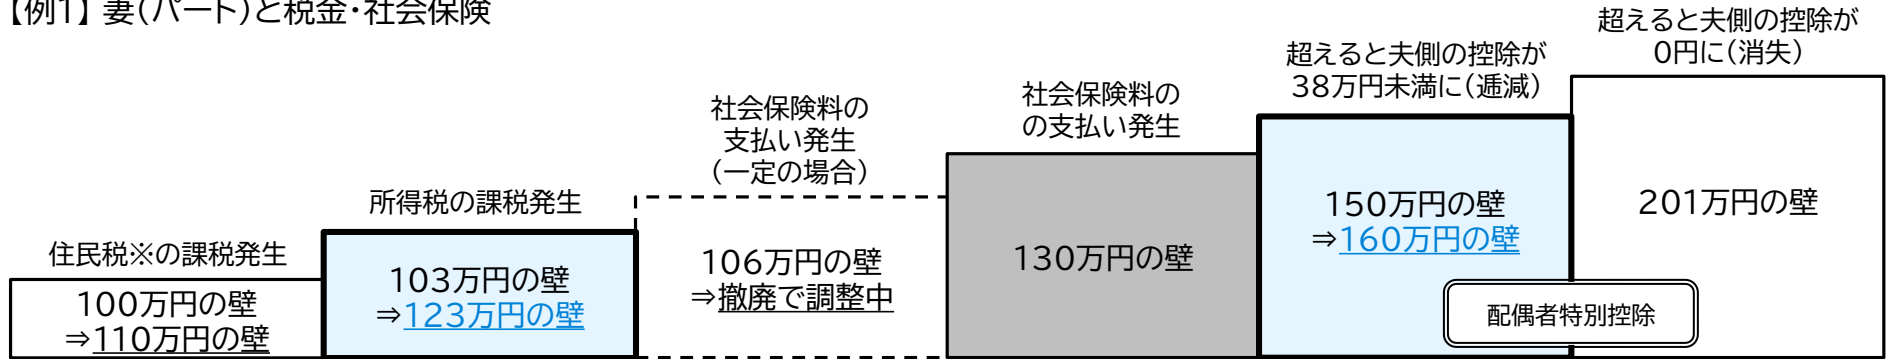 【例1】妻（パート）と税金・社会保険
住民税※の課税発生
100万円の壁
⇒110万円の壁
所得税の課税発生
103万円の壁
⇒123万円の壁
社会保険料の
支払い発生
（一定の場合）
106万円の壁
⇒撤廃で調整中
社会保険料の
の支払い発生
130万円の壁
超えると夫側の控除が
38万円未満に（逓減）
150万円の壁
⇒160万円の壁
超えると夫側の控除が
0円に（消失）
201万円の壁
配偶者特別控除